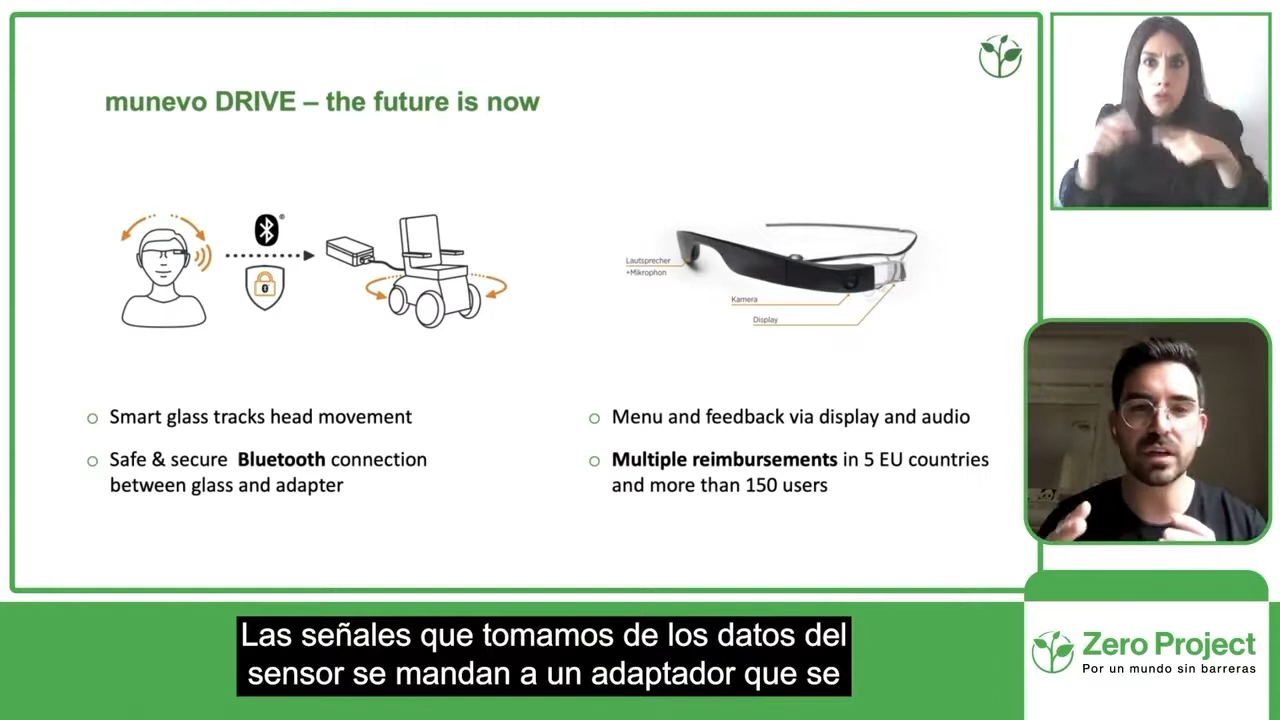 munevo DRIVE – the future is now
Lautsprecher
+Mikrophon
Kamera
Display
Smart glass tracks head movement
Safe & secure Bluetooth connection
between glass and adapter
Menu and feedback via display and audio
Multiple reimbursements in 5 EU countries
and more than 150 users
Las señales que tomamos de los datos del
sensor se mandan a un adaptador que se
Zero Project
Por un mundo sin barreras